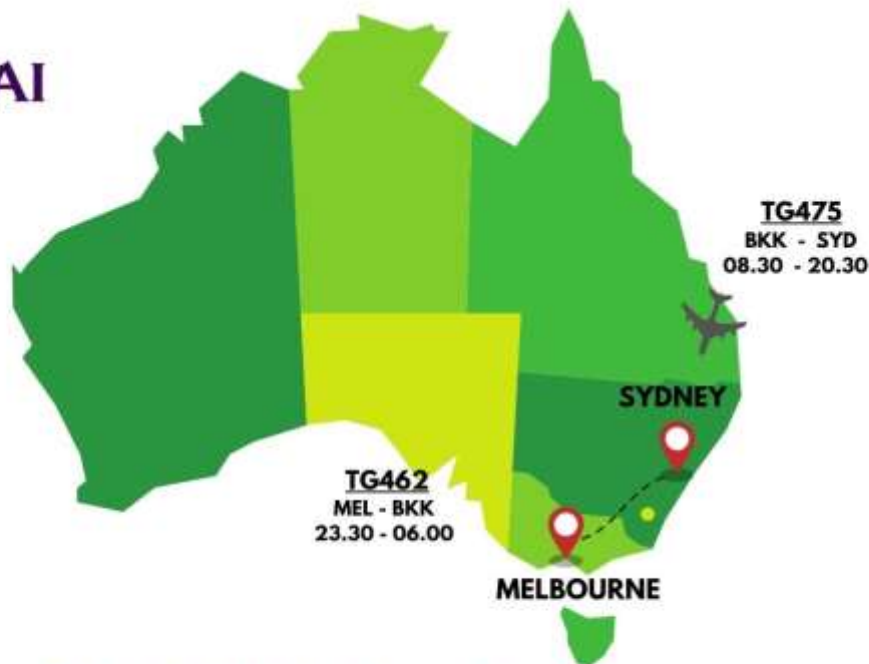 AI
TG475
BKK - SYD
08.30 - 20.30
SYDNEY
TG462
MEL - BKK
23.30 - 06.00
MELBOURNE